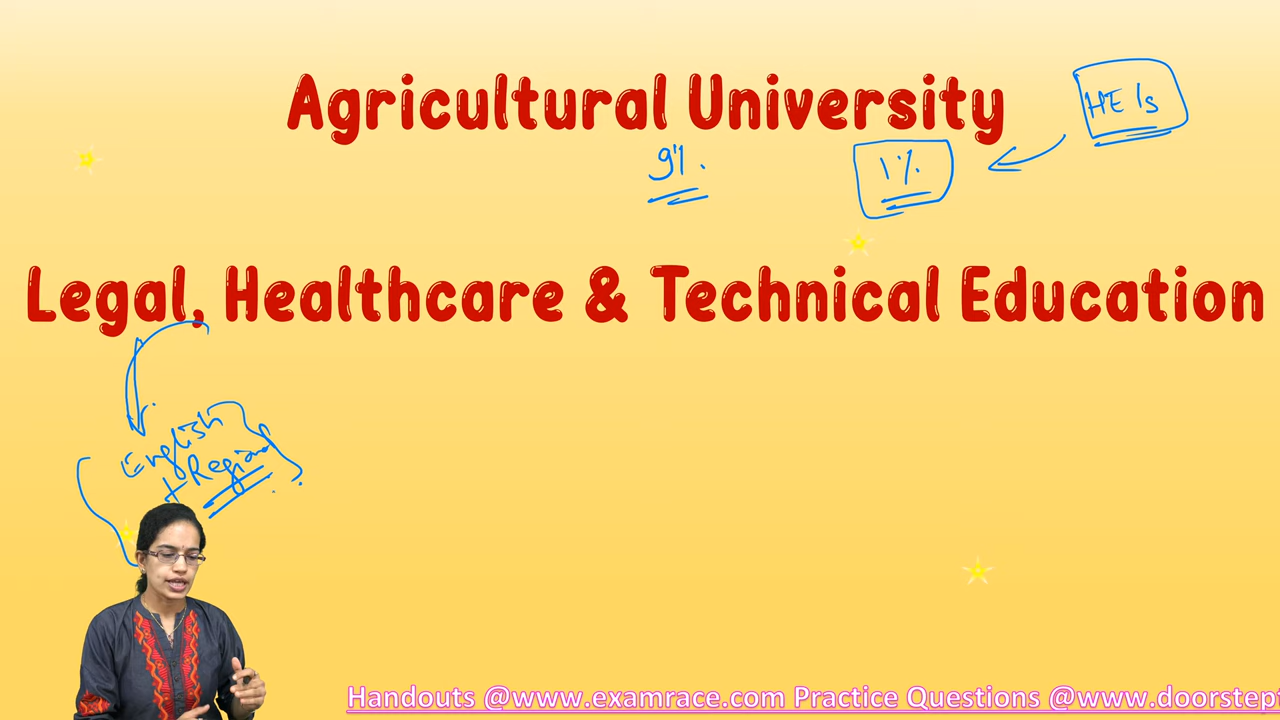 Agricultural University
HEIs
9%.
1%.
Legal, Healthcare & Technical Education
English
+ Regional
Handouts @www.examrace.com Practice Questions @www.doorstept